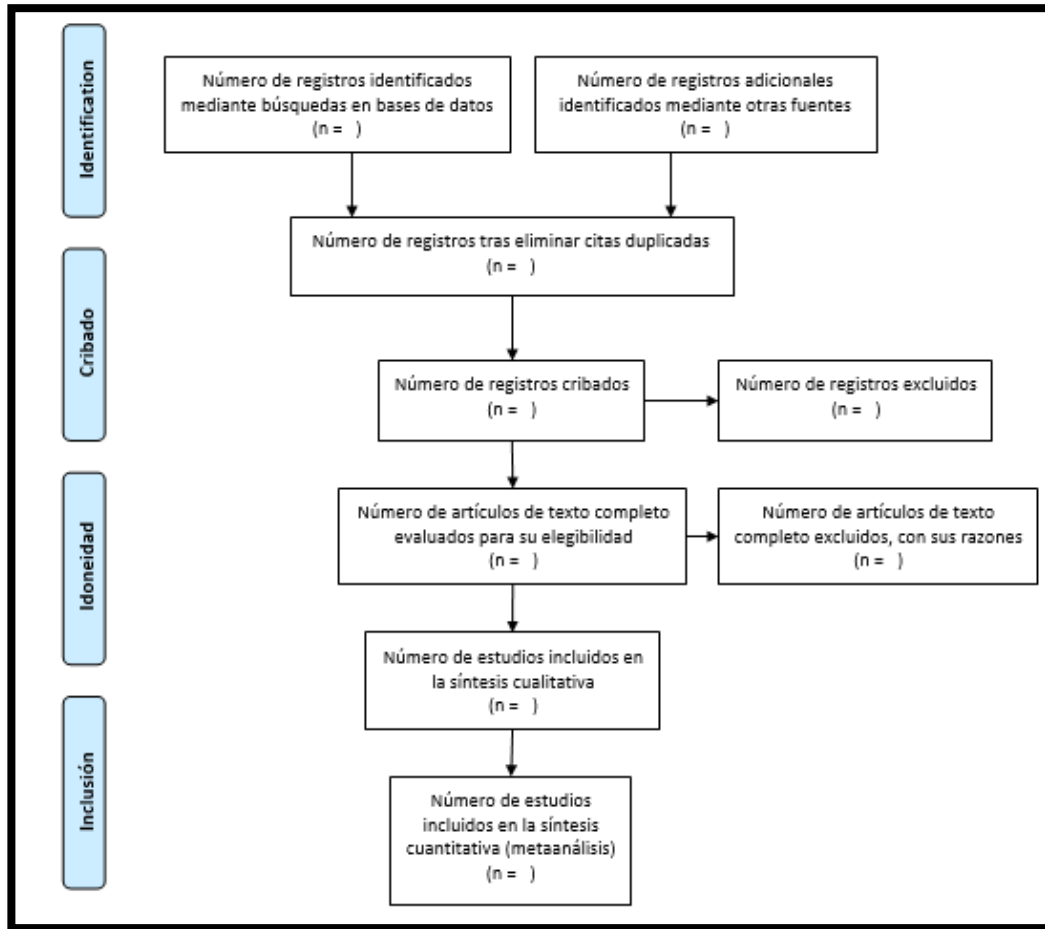 Identification
Número de registros identificados
mediante búsquedas en bases de datos
(n =   )
Número de registros adicionales
identificados mediante otras fuentes
(n =   )
Número de registros tras eliminar citas duplicadas
(n =   )
Cribado
Número de registros cribados
(n =   )
Número de registros excluidos
(n =   )
Idoneidad
Número de artículos de texto completo
evaluados para su elegibilidad
(n =   )
Número de artículos de texto
completo excluidos, con sus razones
(n =   )
Número de estudios incluidos en
la síntesis cualitativa
(n =   )
Inclusión
Número de estudios
incluidos en la síntesis
cuantitativa (metaanálisis)
(n =   )